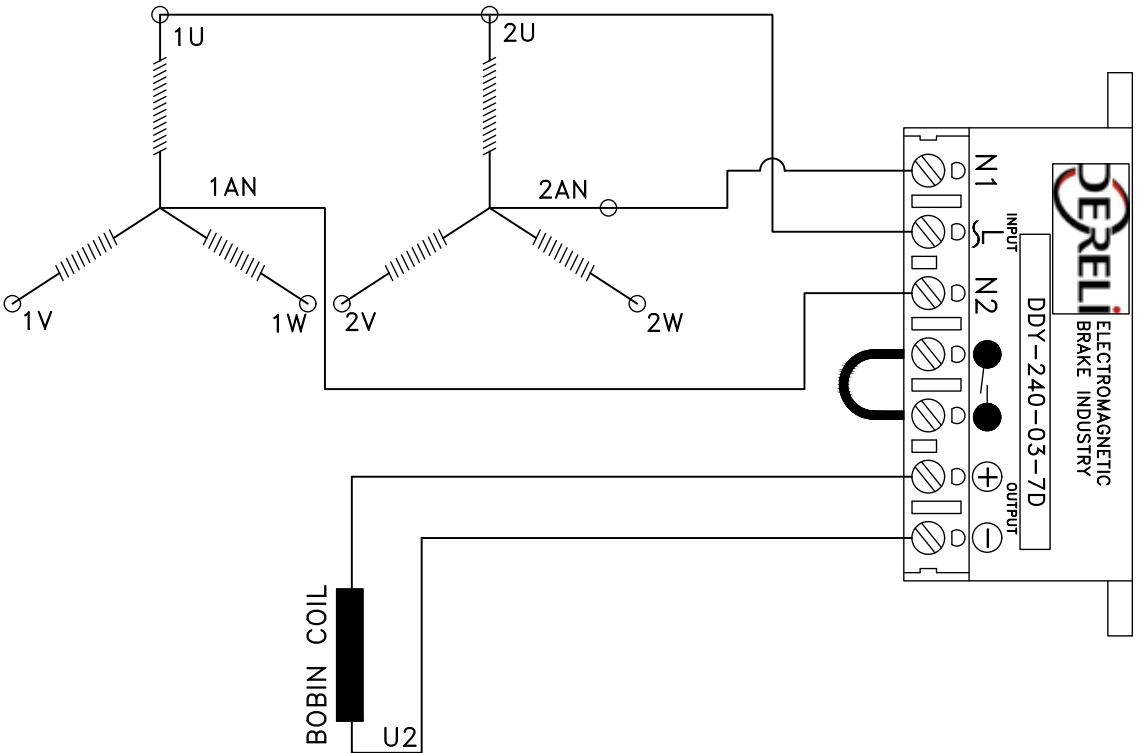 1U
2U
1AN
2AN
1V
1W
2V
2W
N1
L
N2
INPUT
+
OUTPUT
−
DDY-240-03-7D
DERELi
ELECTROMAGNETIC
BRAKE INDUSTRY
BOBIN COIL
U2